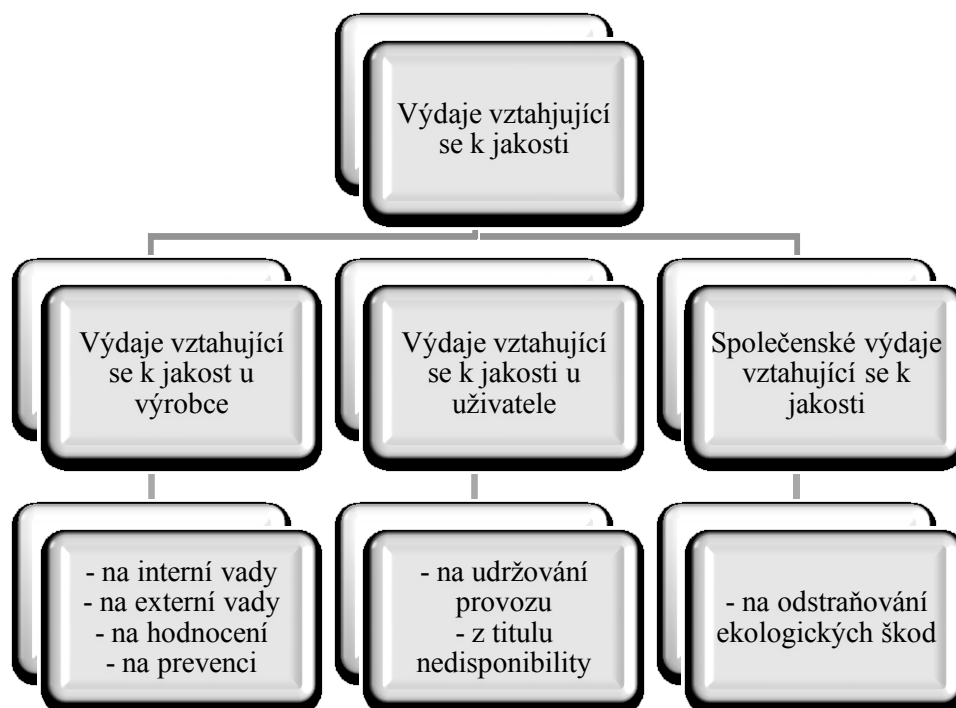 Výdaje vztahjující
se k jakosti
Výdaje vztahující
se k jakost u
výrobce
Výdaje vztahující
se k jakosti u
uživatele
Společenské výdaje
vztahující se k
jakosti
- na interní vady
- na externí vady
- na hodnocení
- na prevenci
- na udržování
provozu
- z titulu
nedisponibility
- na odstraňování
ekologických škod